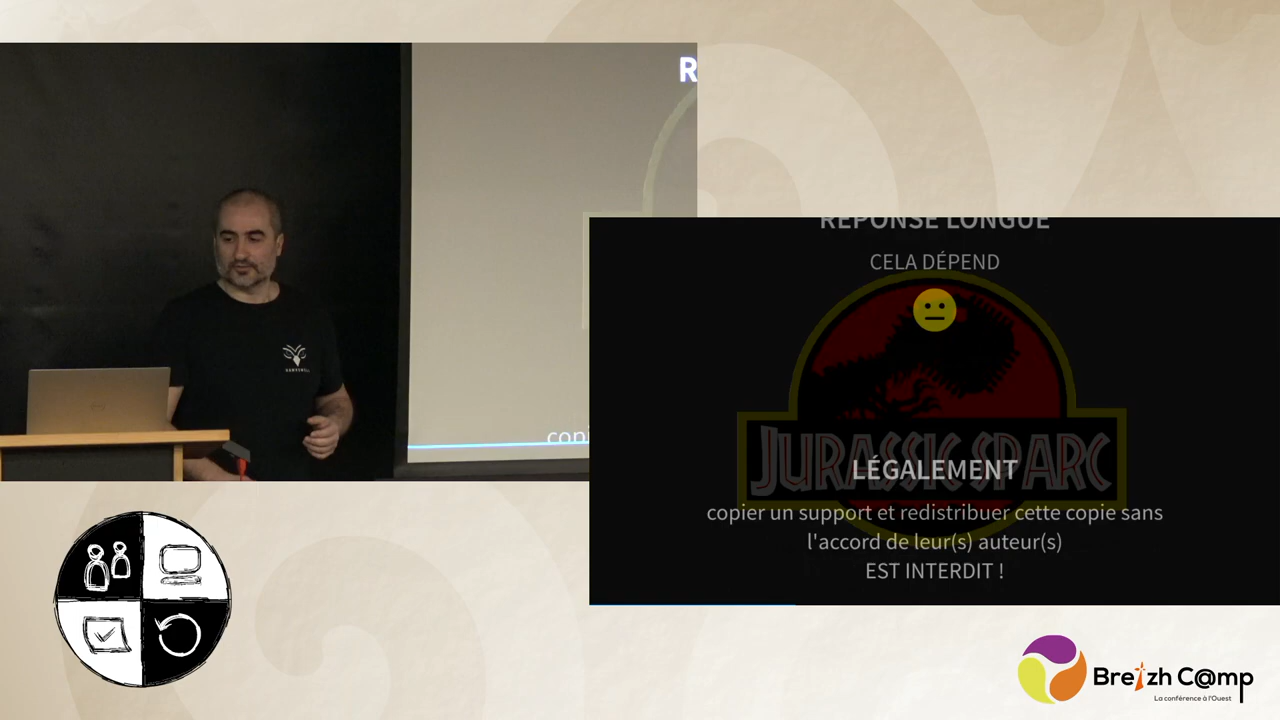 R
copi
RÉPONSE LONGUE
CELA DÉPEND
JURASSIC SPARC
LÉGALEMENT
copier un support et redistribuer cette copie sans
l'accord de leur(s) auteur(s)
EST INTERDIT !
Breizh C@mp
La conférence à l'Ouest